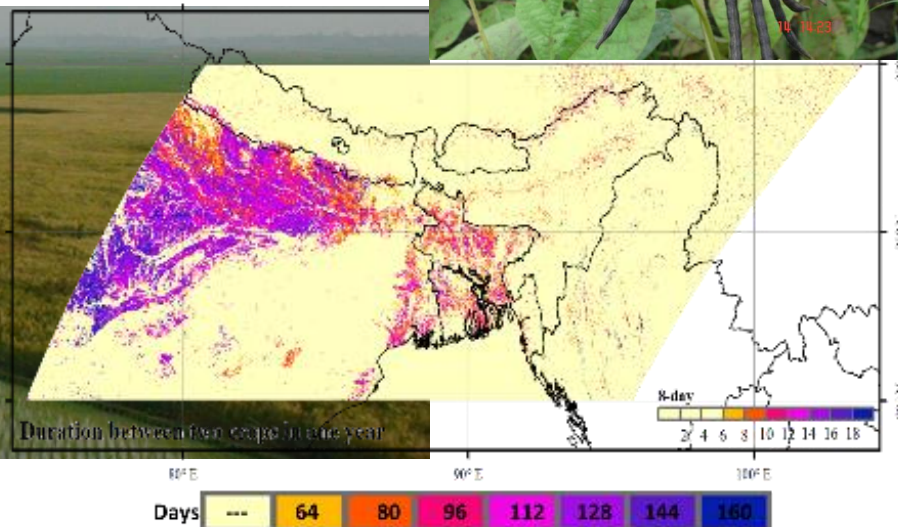 14 14:23
8-day
2 4 6 8 10 12 14 16 18
Duration between two crops in one year
80° E 90° E 100° E
Days --- 64 80 96 112 128 144 160